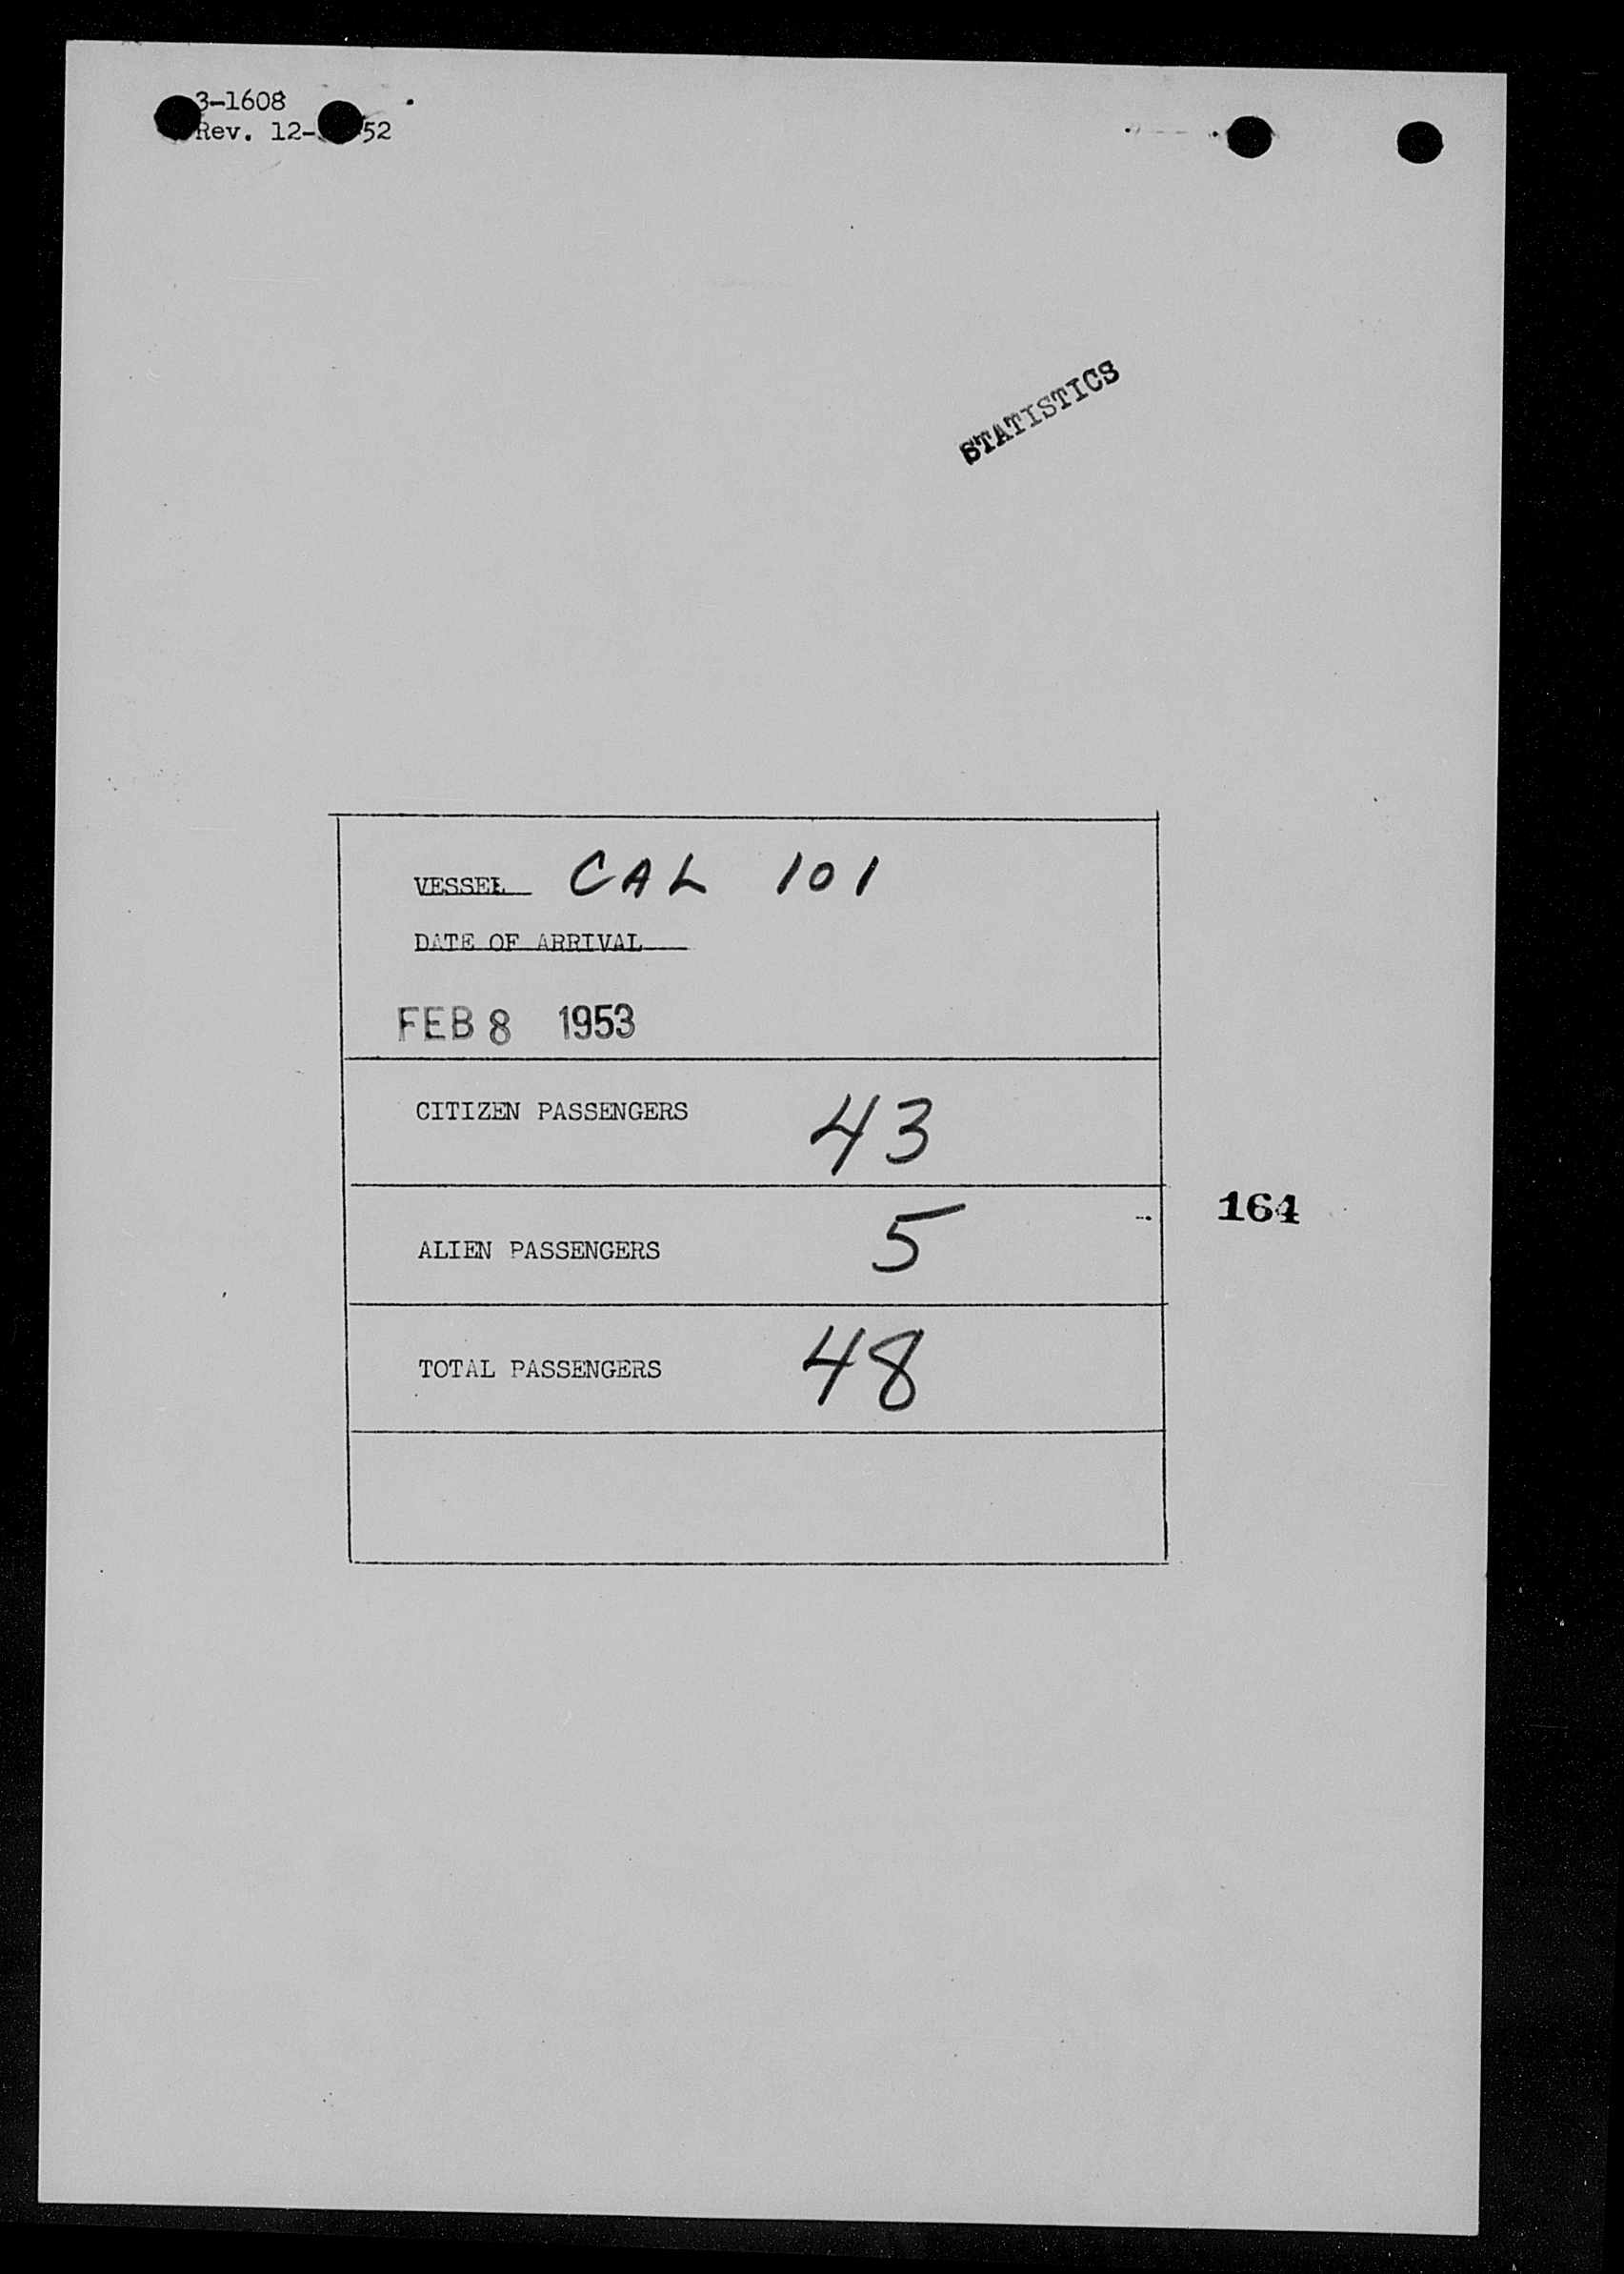 3-1608
Rev. 12- 52
STATISTICS
VESSEL CAL 101
DATE OF ARRIVAL
FEB 8 1953
CITIZEN PASSENGERS 43
164
ALIEN PASSENGERS 5
TOTAL PASSENGERS 48